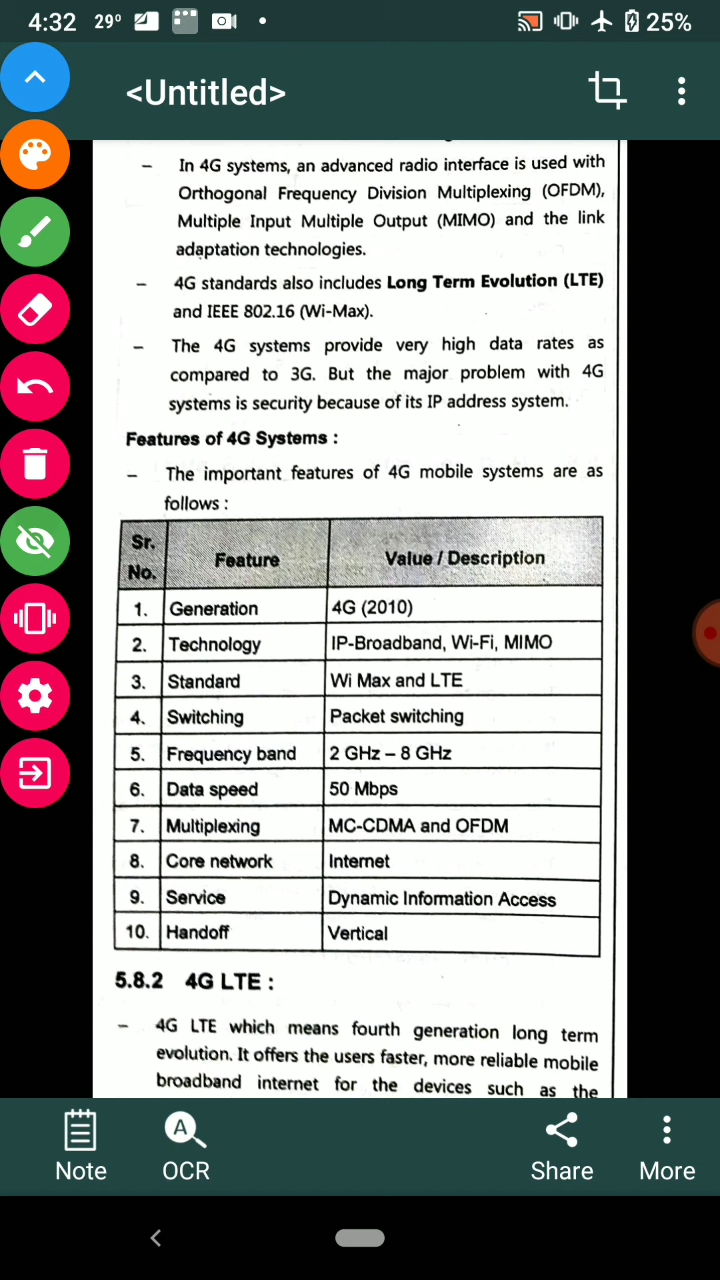 4:32 29° 25%
<Untitled>
– In 4G systems, an advanced radio interface is used with
Orthogonal Frequency Division Multiplexing (OFDM),
Multiple Input Multiple Output (MIMO) and the link
adaptation technologies.
– 4G standards also includes Long Term Evolution (LTE)
and IEEE 802.16 (Wi-Max).
– The 4G systems provide very high data rates as
compared to 3G. But the major problem with 4G
systems is security because of its IP address system.
Features of 4G Systems :
– The important features of 4G mobile systems are as
follows :
Sr. No. Feature Value / Description
1. Generation 4G (2010)
2. Technology IP-Broadband, Wi-Fi, MIMO
3. Standard Wi Max and LTE
4. Switching Packet switching
5. Frequency band 2 GHz – 8 GHz
6. Data speed 50 Mbps
7. Multiplexing MC-CDMA and OFDM
8. Core network Internet
9. Service Dynamic Information Access
10. Handoff Vertical
5.8.2 4G LTE :
– 4G LTE which means fourth generation long term
evolution. It offers the users faster, more reliable mobile
broadband internet for the devices such as the
A
Note OCR Share More